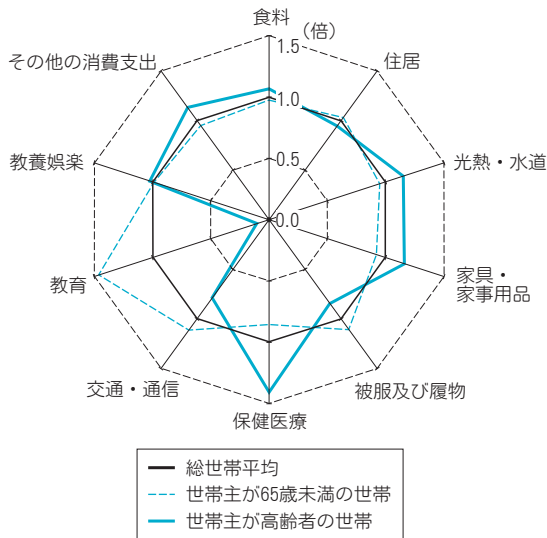 食料
1.5（倍）
その他の消費支出
住居
1.0
教養娯楽
光熱・水道
0.5
0.0
教育
家具・
家事用品
交通・通信
被服及び履物
保健医療
総世帯平均
世帯主が65歳未満の世帯
世帯主が高齢者の世帯